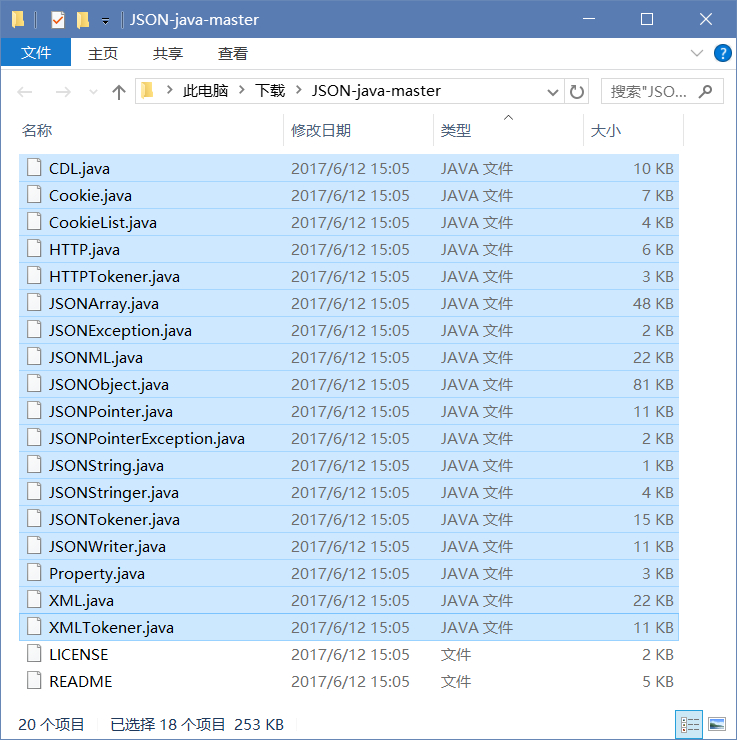 JSON-java-master
文件 主页 共享 查看
此电脑 下载 JSON-java-master 搜索"JSO...
名称 修改日期 类型 大小
CDL.java 2017/6/12 15:05 JAVA 文件 10 KB
Cookie.java 2017/6/12 15:05 JAVA 文件 7 KB
CookieList.java 2017/6/12 15:05 JAVA 文件 4 KB
HTTP.java 2017/6/12 15:05 JAVA 文件 6 KB
HTTPTokener.java 2017/6/12 15:05 JAVA 文件 3 KB
JSONArray.java 2017/6/12 15:05 JAVA 文件 48 KB
JSONException.java 2017/6/12 15:05 JAVA 文件 2 KB
JSONML.java 2017/6/12 15:05 JAVA 文件 22 KB
JSONObject.java 2017/6/12 15:05 JAVA 文件 81 KB
JSONPointer.java 2017/6/12 15:05 JAVA 文件 11 KB
JSONPointerException.java 2017/6/12 15:05 JAVA 文件 2 KB
JSONString.java 2017/6/12 15:05 JAVA 文件 1 KB
JSONStringer.java 2017/6/12 15:05 JAVA 文件 4 KB
JSONTokener.java 2017/6/12 15:05 JAVA 文件 15 KB
JSONWriter.java 2017/6/12 15:05 JAVA 文件 11 KB
Property.java 2017/6/12 15:05 JAVA 文件 3 KB
XML.java 2017/6/12 15:05 JAVA 文件 22 KB
XMLTokener.java 2017/6/12 15:05 JAVA 文件 11 KB
LICENSE 2017/6/12 15:05 文件 2 KB
README 2017/6/12 15:05 文件 5 KB
20 个项目 已选择 18 个项目 253 KB